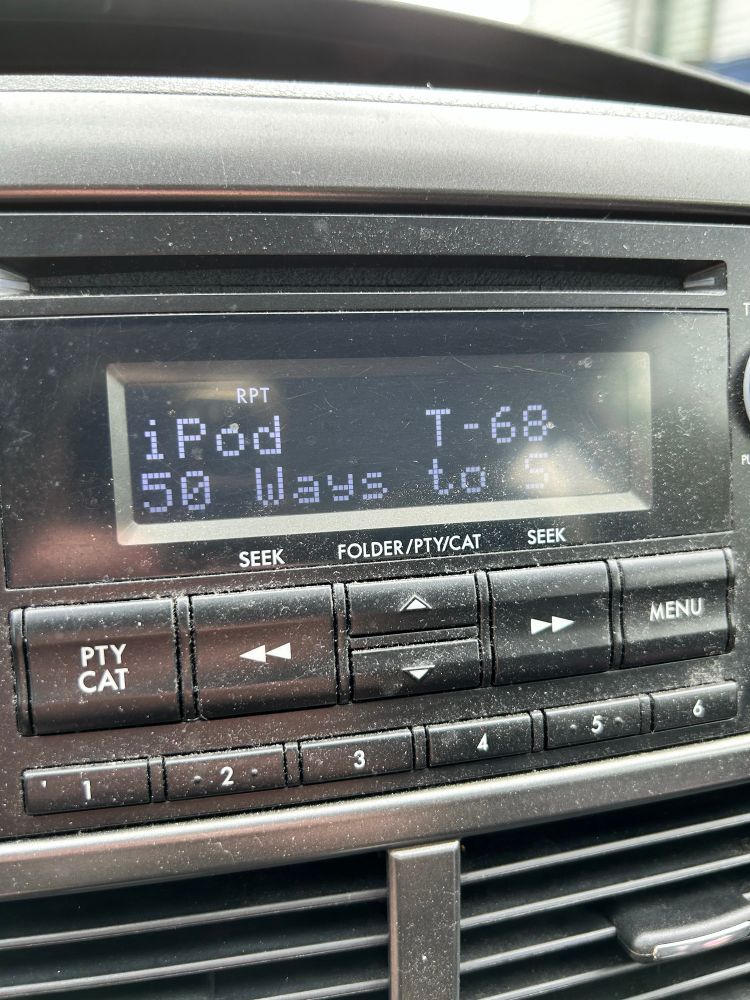 RPT
iPod T-68
50 Ways to S
SEEK FOLDER/PTY/CAT SEEK
PTY
CAT
MENU
1 2 3 4 5 6